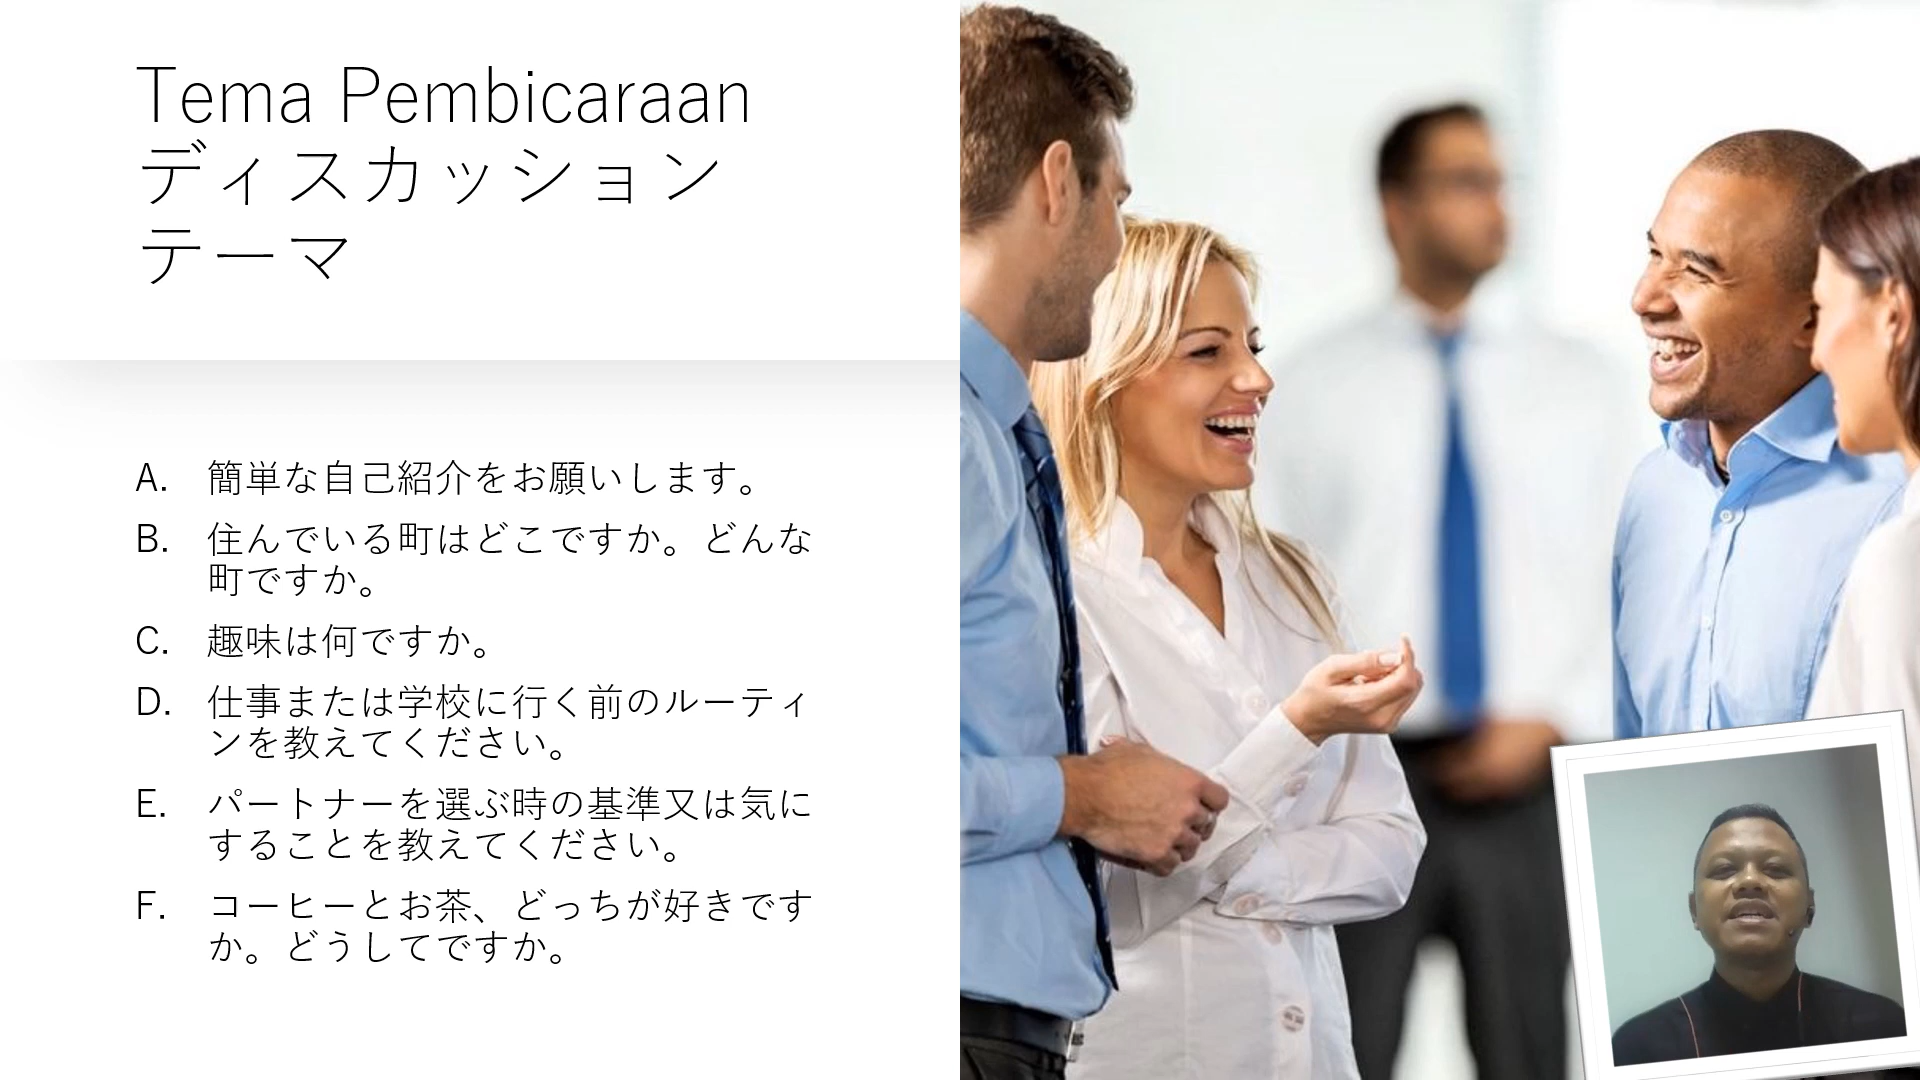 Tema Pembicaraan
ディスカッション
テーマ
A. 簡単な自己紹介をお願いします。
B. 住んでいる町はどこですか。どんな
町ですか。
C. 趣味は何ですか。
D. 仕事または学校に行く前のルーティ
ンを教えてください。
E. パートナーを選ぶ時の基準又は気に
することを教えてください。
F. コーヒーとお茶、どっちが好きです
か。どうしてですか。